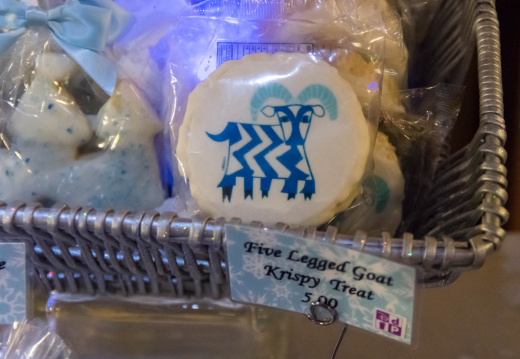 Five Legged Goat
Krispy Treat
5.00